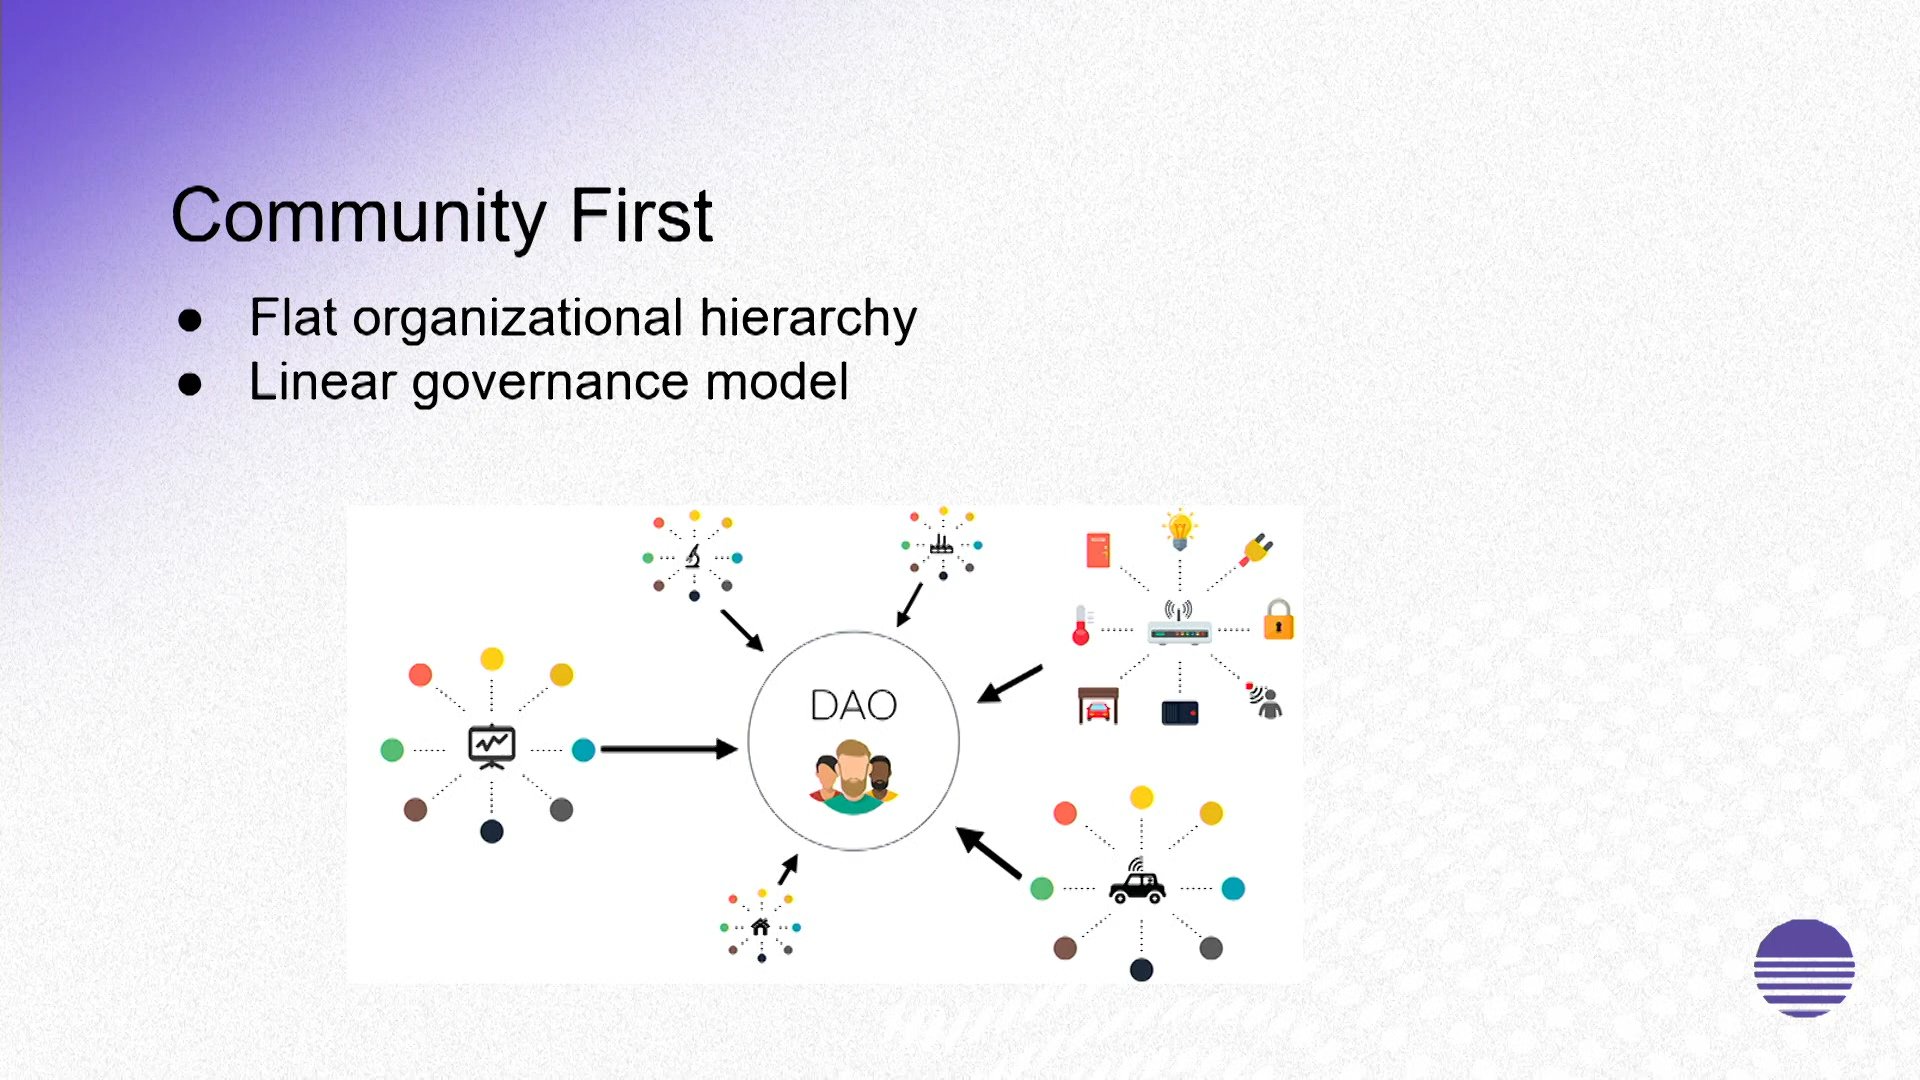 Community First
● Flat organizational hierarchy
● Linear governance model
DAO